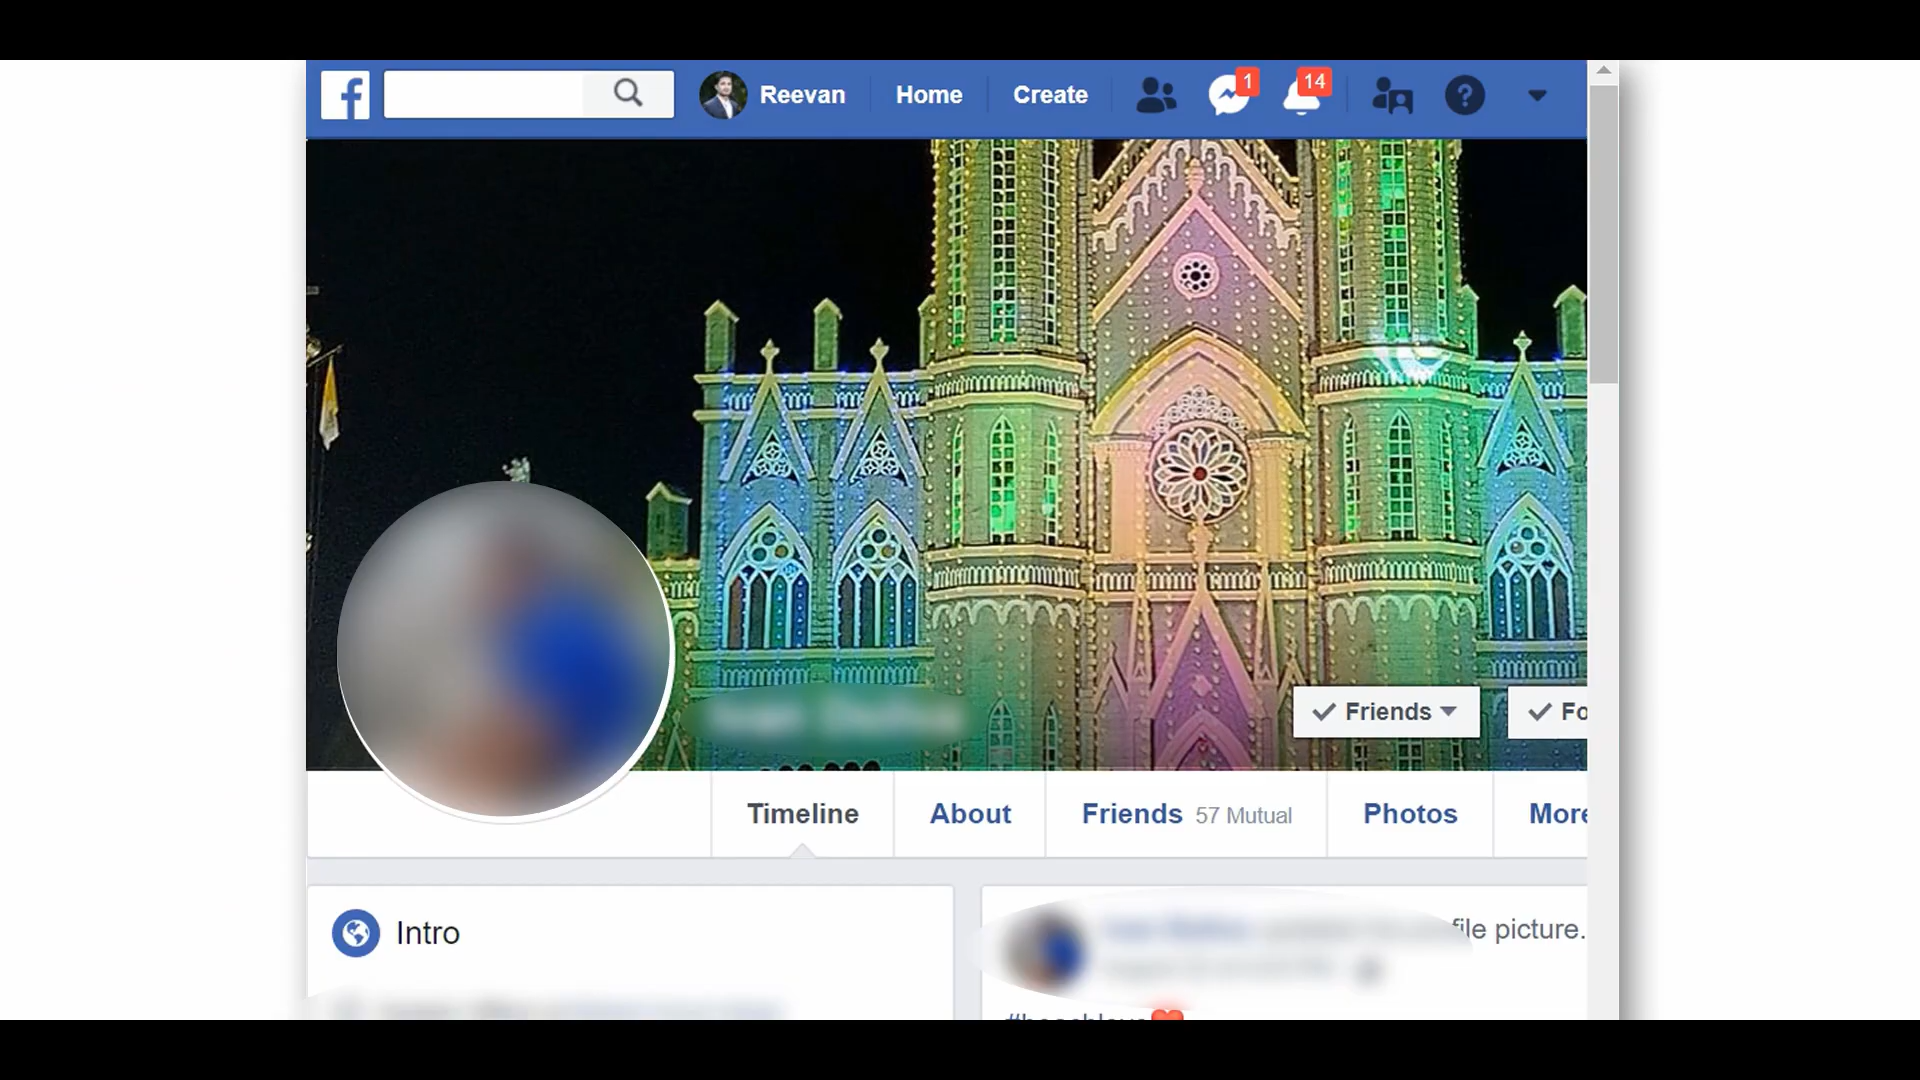 f
Reevan Home Create 1 14 ?
Friends Fo
Timeline About Friends 57 Mutual Photos More
Intro
file picture.